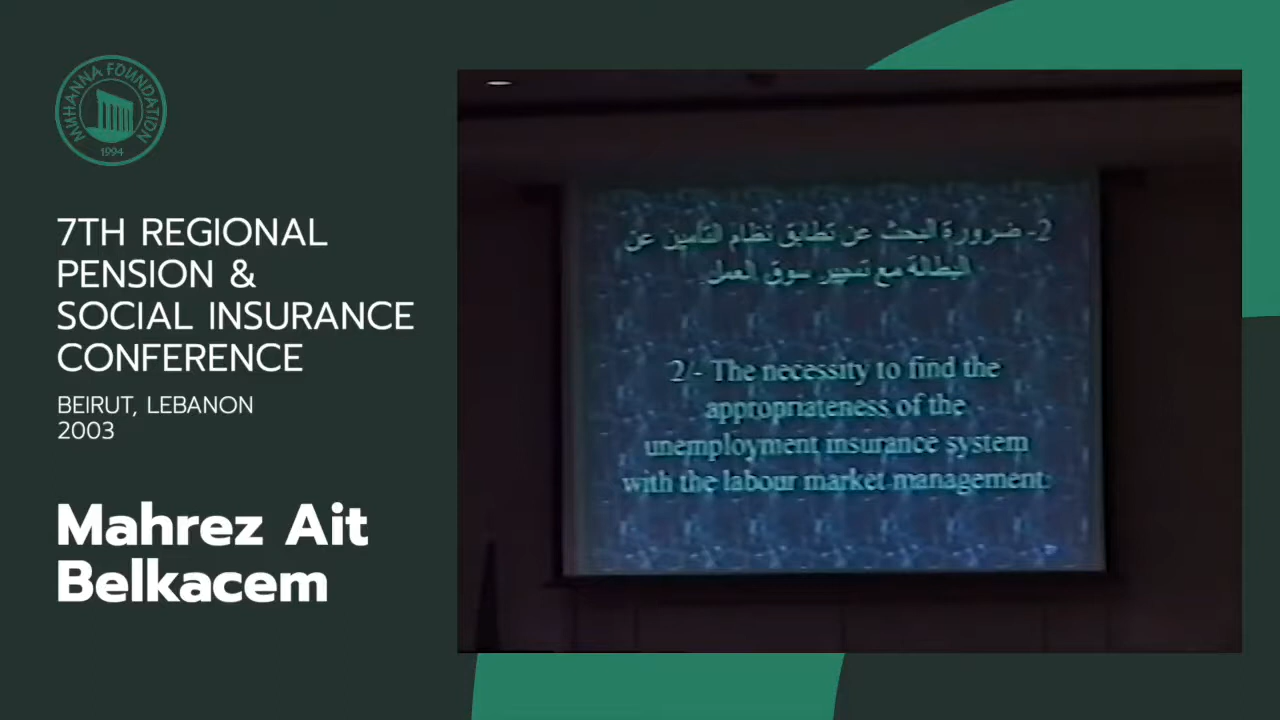 MUHANNA FOUNDATION
1994
7TH REGIONAL
PENSION &
SOCIAL INSURANCE
CONFERENCE
BEIRUT, LEBANON
2003
Mahrez Ait
Belkacem
2- ضرورة البحث عن تطابق نظام التأمين عن
البطالة مع تسيير سوق العمل
2/- The necessity to find the
appropriateness of the
unemployment insurance system
with the labour market management: